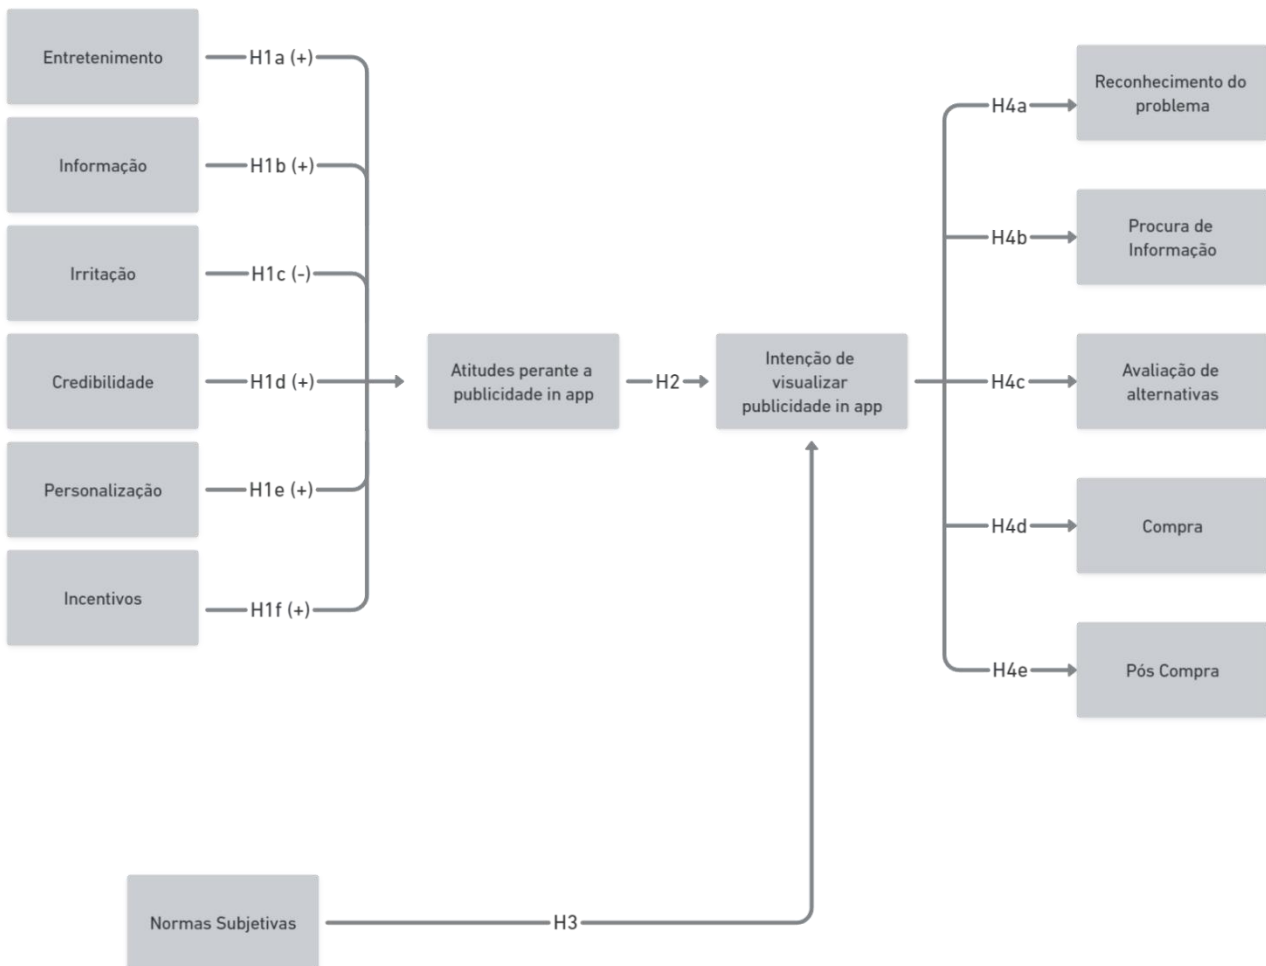 Entretenimento
H1a (+)
Informação
H1b (+)
Irritação
H1c (-)
Credibilidade
H1d (+)
Personalização
H1e (+)
Incentivos
H1f (+)
Atitudes perante a
publicidade in app
H2
Intenção de
visualizar
publicidade in app
H4a
Reconhecimento do
problema
H4b
Procura de
Informação
H4c
Avaliação de
alternativas
H4d
Compra
H4e
Pós Compra
Normas Subjetivas
H3